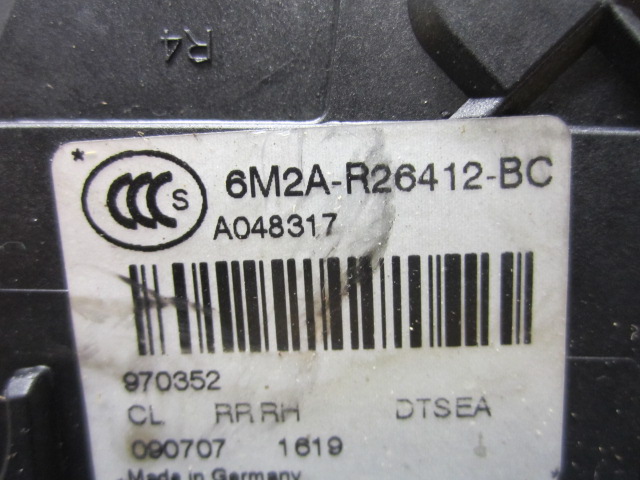 R4
* CCC S 6M2A-R26412-BC
A048317
970352
CL RR RH DTSEA
090707 1619
Made in Germany *